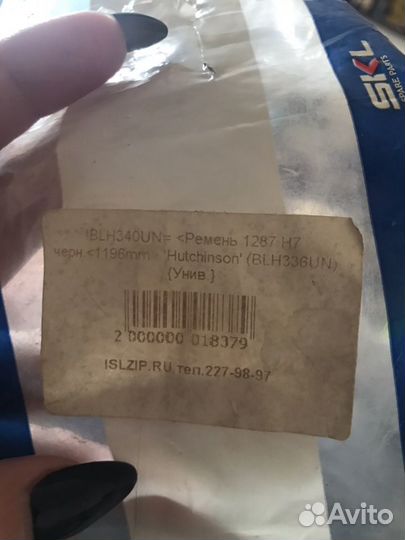 SKL
SPARE PARTS
!BLH340UN= <Ремень 1287 H7
черн.<1196mm - 'Hutchinson' (BLH336UN)
{Унив.}
2 000000 018379
ISLZIP.RU тел.227-98-97
Avito